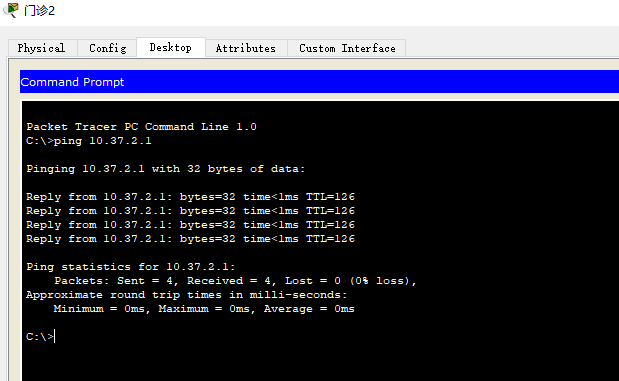 门诊2
Physical Config Desktop Attributes Custom Interface
Command Prompt
Packet Tracer PC Command Line 1.0
C:\>ping 10.37.2.1
Pinging 10.37.2.1 with 32 bytes of data:
Reply from 10.37.2.1: bytes=32 time<1ms TTL=126
Reply from 10.37.2.1: bytes=32 time<1ms TTL=126
Reply from 10.37.2.1: bytes=32 time<1ms TTL=126
Reply from 10.37.2.1: bytes=32 time<1ms TTL=126
Ping statistics for 10.37.2.1:
Packets: Sent = 4, Received = 4, Lost = 0 (0% loss),
Approximate round trip times in milli-seconds:
Minimum = 0ms, Maximum = 0ms, Average = 0ms
C:\>